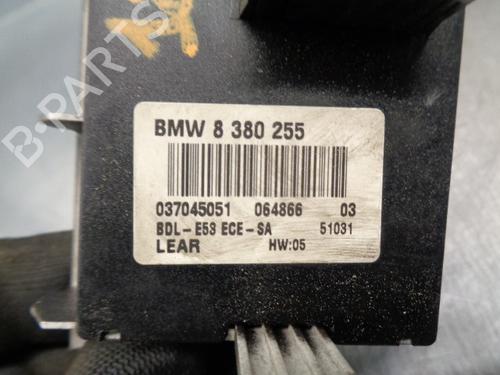 B-PARTS
BMW 8 380 255
037045051 064866 03
BDL-E53 ECE-SA 51031
LEAR HW:05